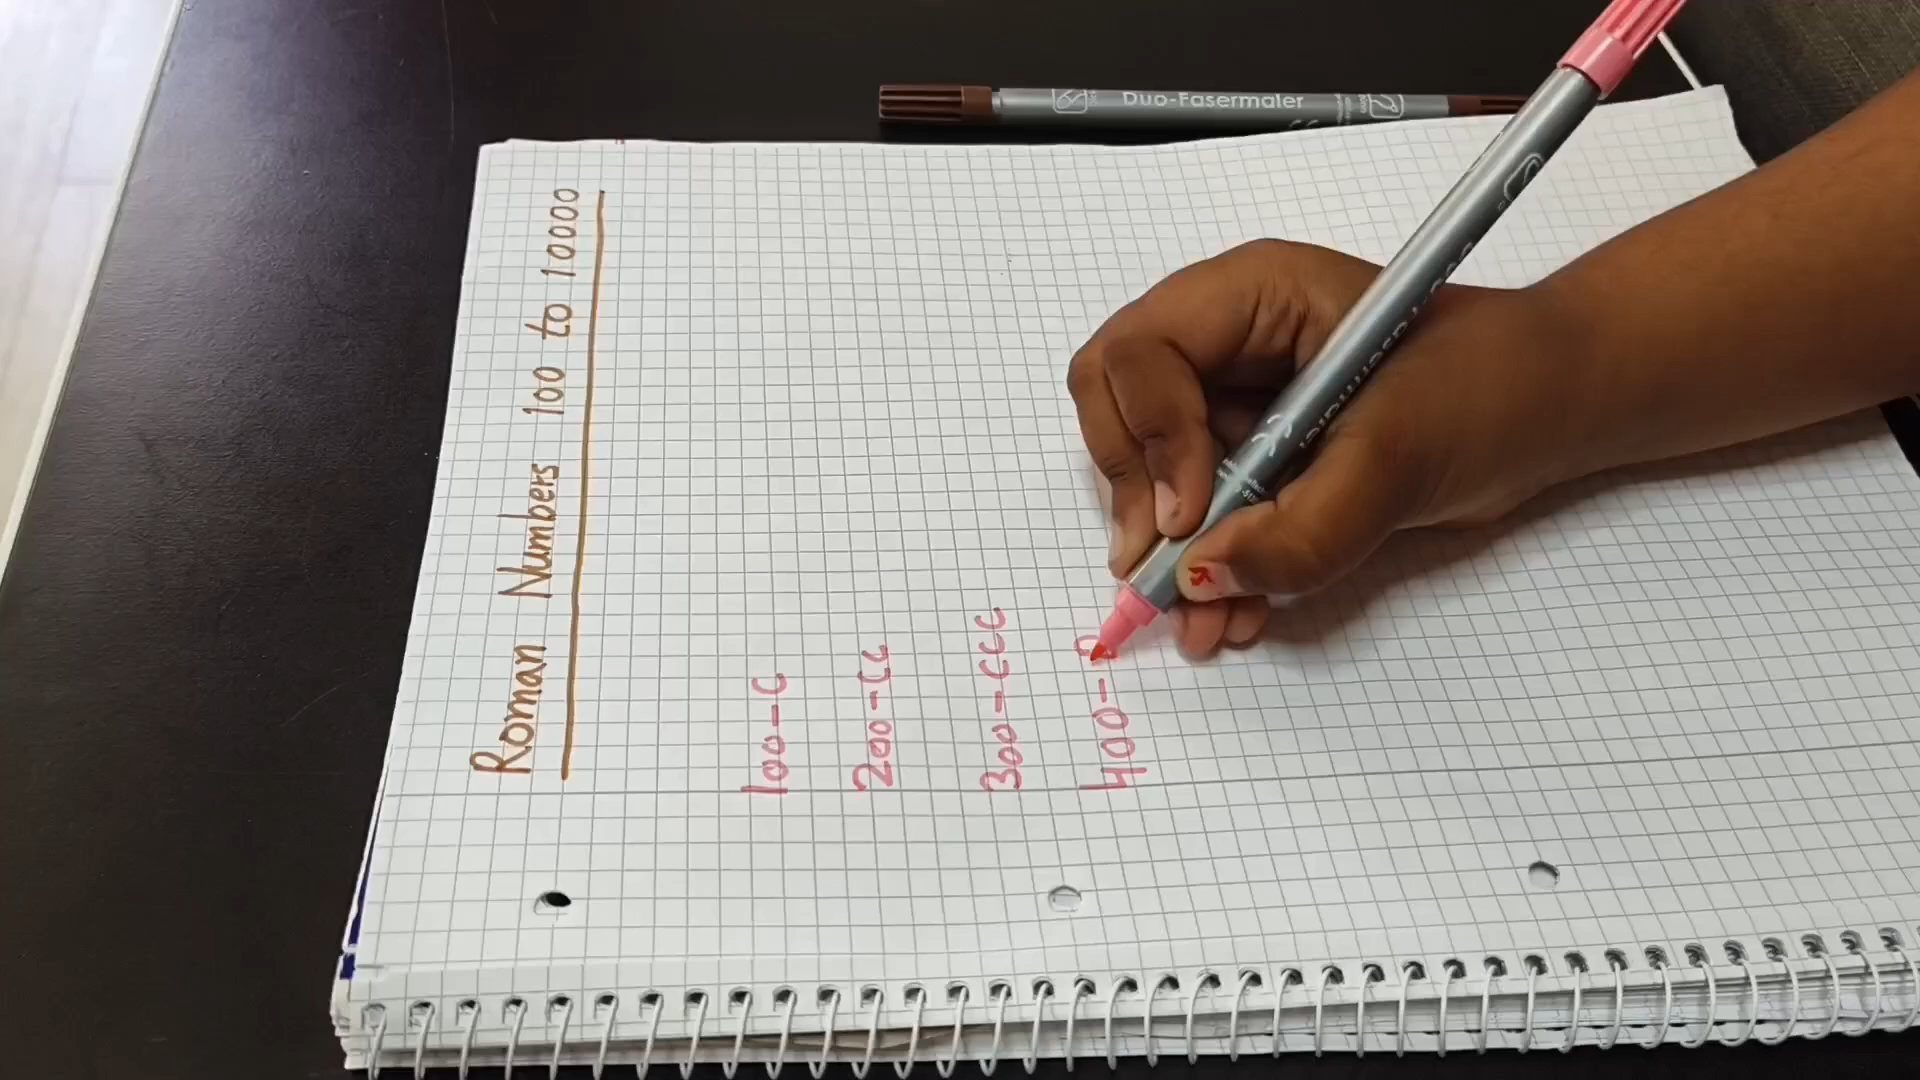 Roman Numbers 100 to 10000
100-C
200-CC
300-CCC
400-
Duo-Fasermaler